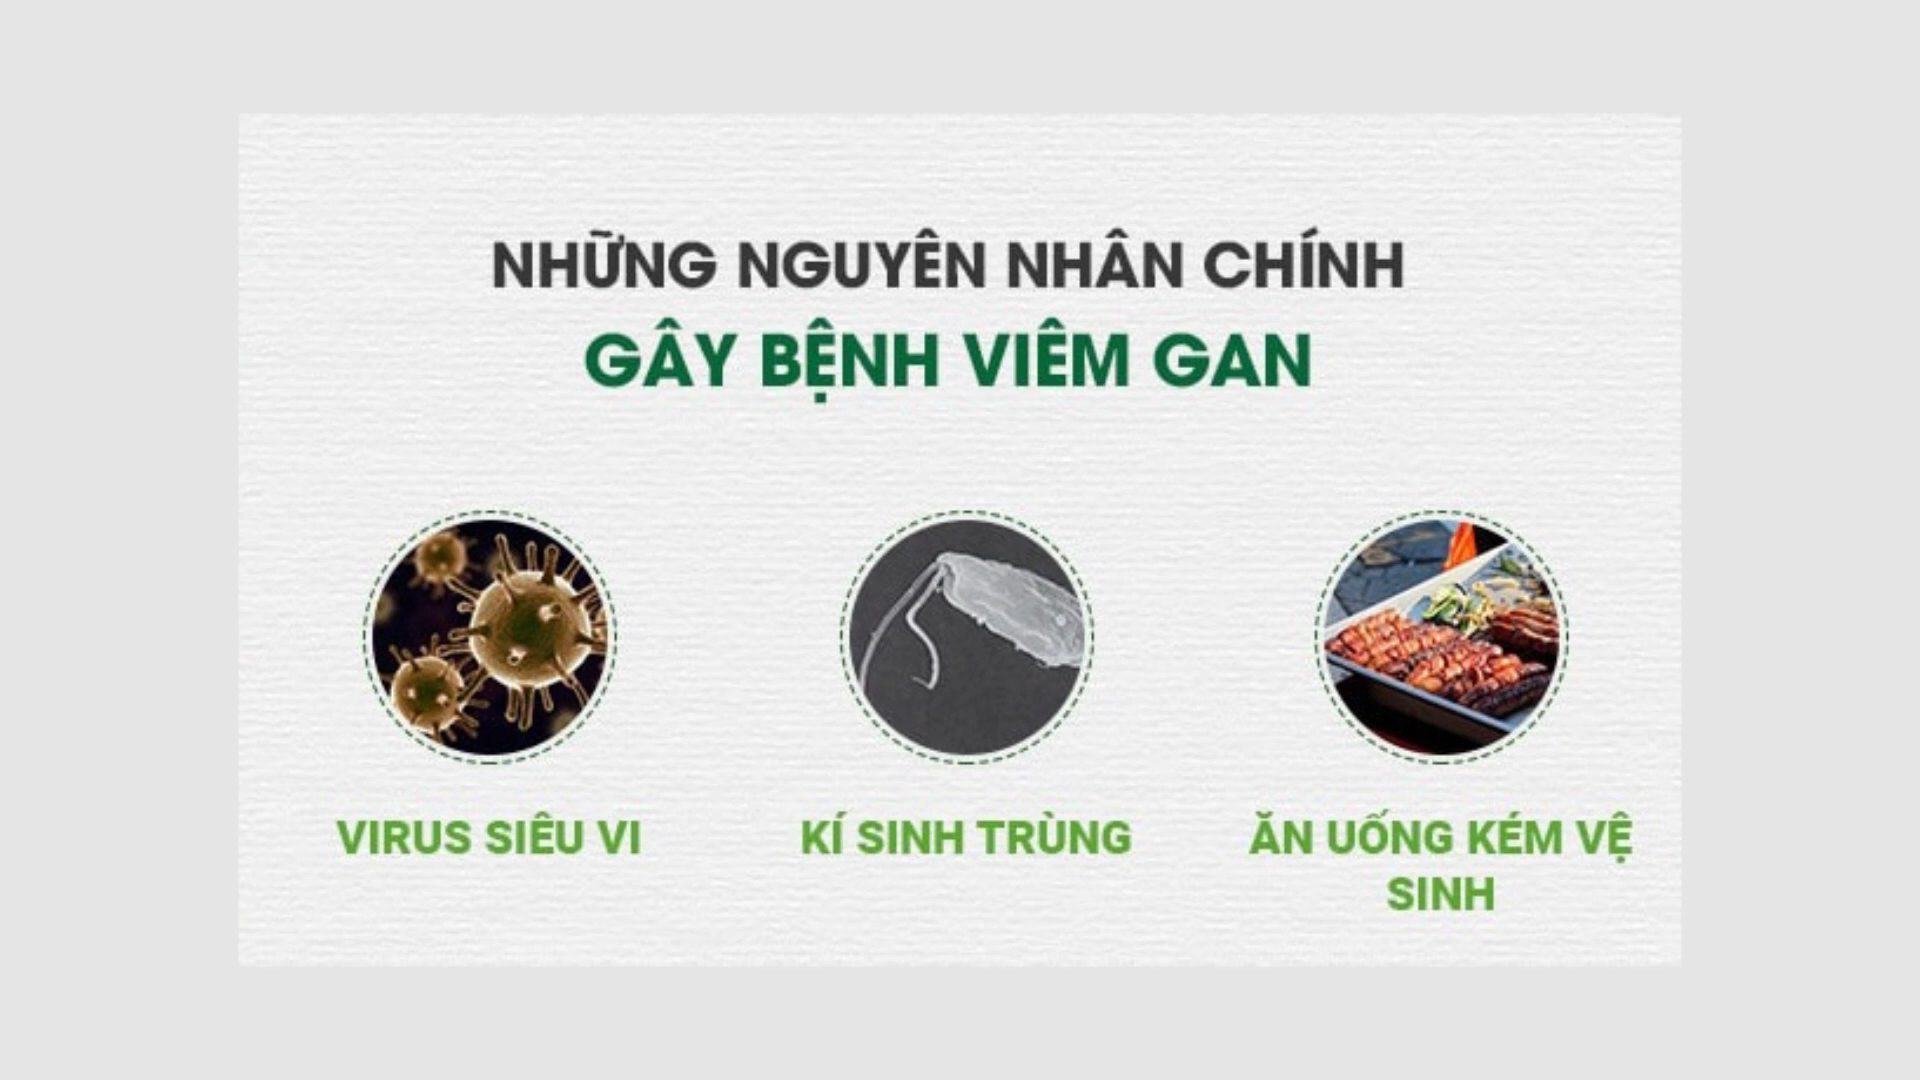 NHỮNG NGUYÊN NHÂN CHÍNH
GÂY BỆNH VIÊM GAN
VIRUS SIÊU VI
KÍ SINH TRÙNG
ĂN UỐNG KÉM VỆ
SINH